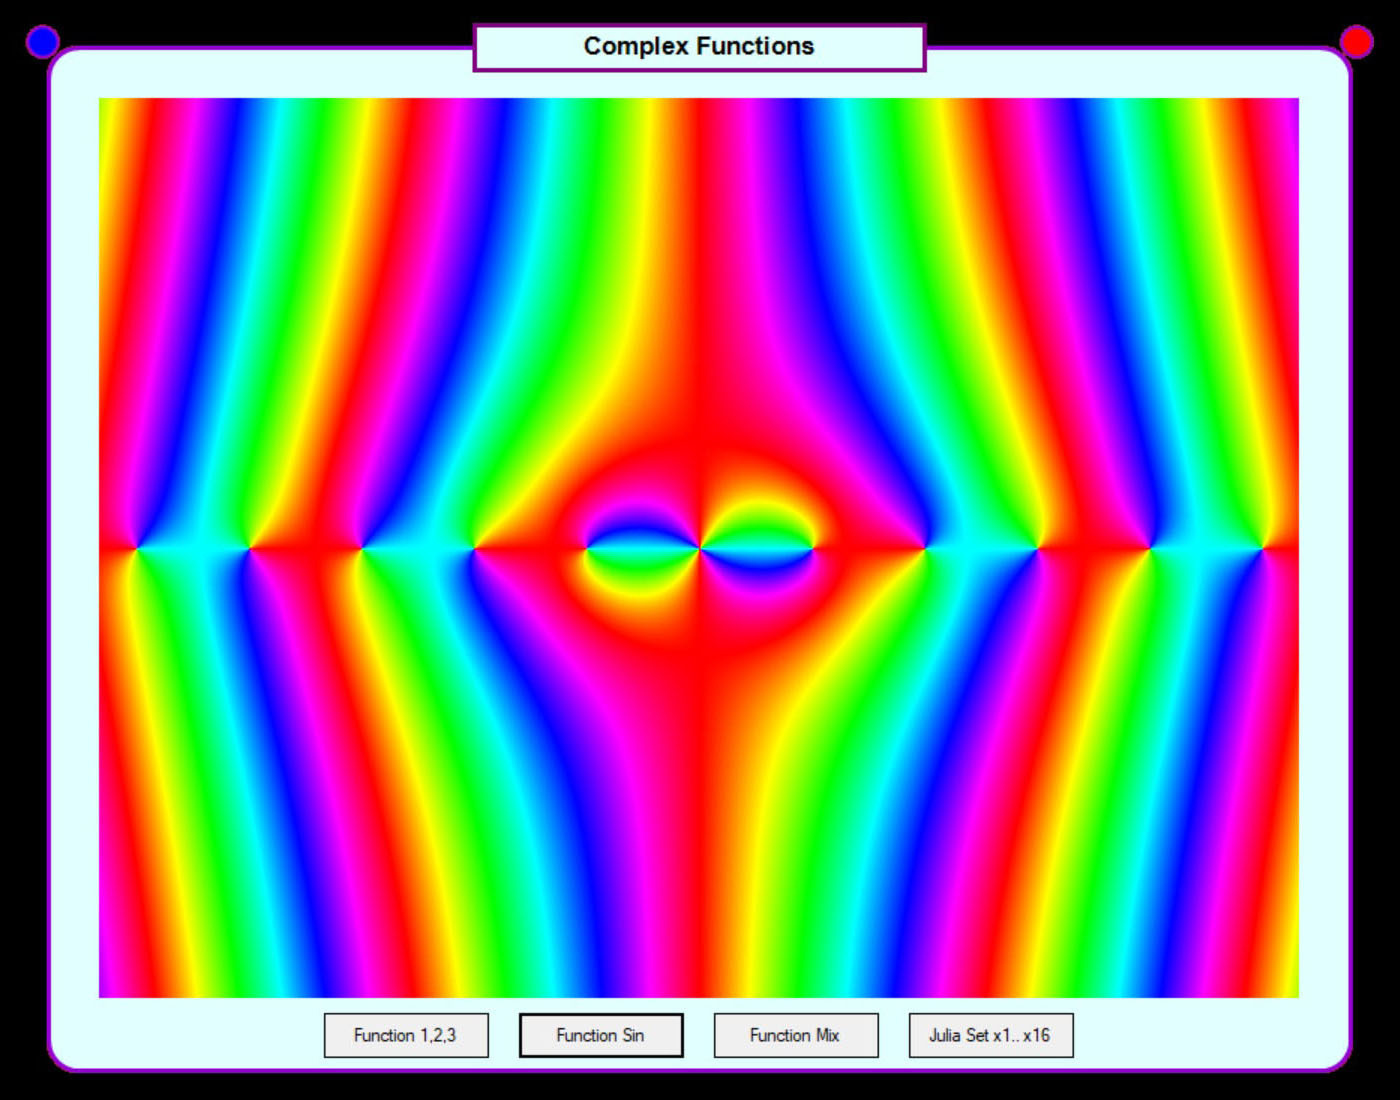 Complex Functions
Function 1,2,3
Function Sin
Function Mix
Julia Set x1.. x16